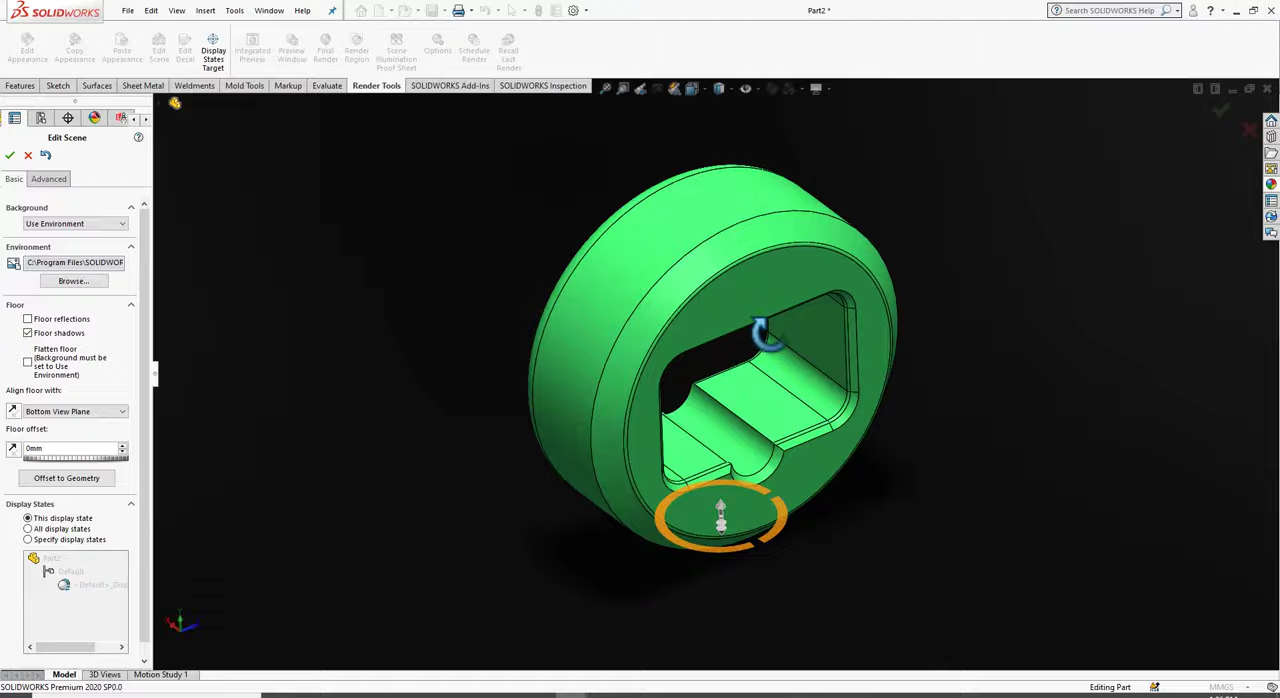 SOLIDWORKS File Edit View Insert Tools Window Help Part2 * Search SOLIDWORKS Help ?
Edit Appearance Copy Appearance Paste Appearance Edit Scene Edit Decal Display States Target Integrated Preview Preview Window Final Render Render Region Scene Illumination Proof Sheet Options Schedule Render Recall Last Render
Features Sketch Surfaces Sheet Metal Weldments Mold Tools Markup Evaluate Render Tools SOLIDWORKS Add-Ins SOLIDWORKS Inspection
Edit Scene
Basic Advanced
Background
Use Environment
Environment
C:\Program Files\SOLIDWOR
Browse...
Floor
Floor reflections
Floor shadows
Flatten floor
(Background must be
set to Use
Environment)
Align floor with:
Bottom View Plane
Floor offset:
0mm
Offset to Geometry
Display States
This display state
All display states
Specify display states
Part2
Default
<Default>_Disp
Y
X
Model 3D Views Motion Study 1
SOLIDWORKS Premium 2020 SP0.0 Editing Part MMGS